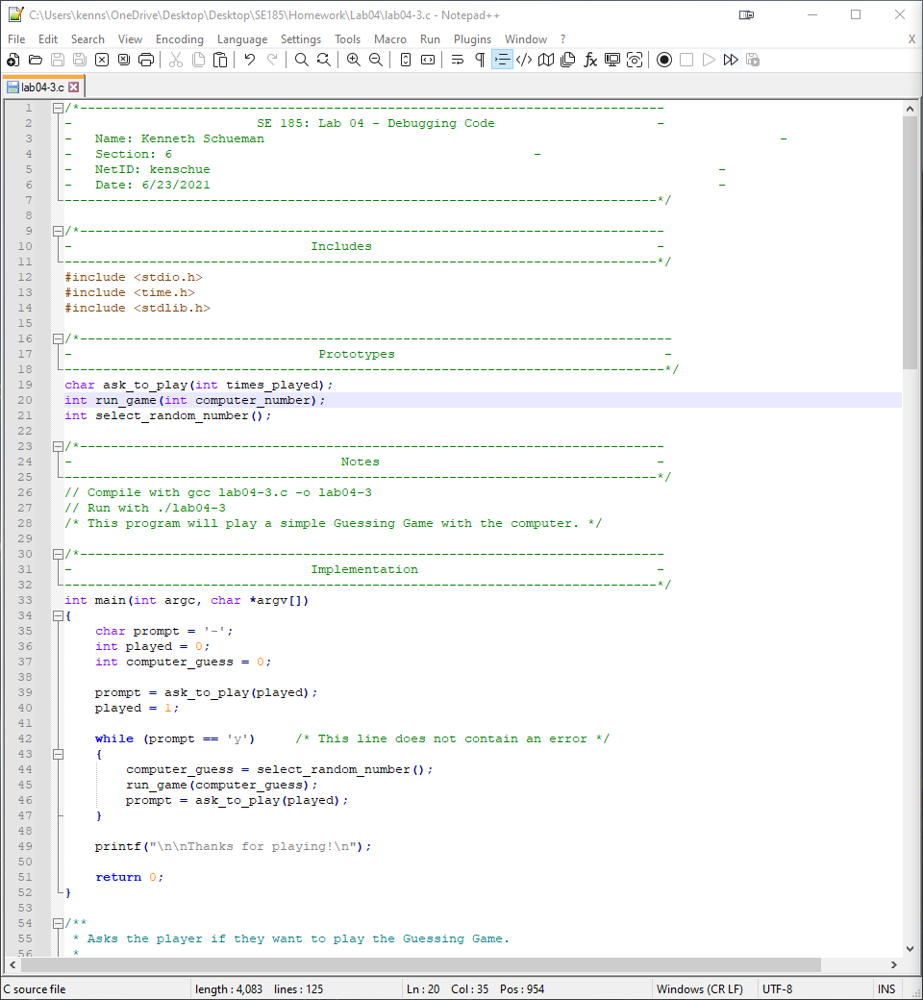 C:\Users\kenns\OneDrive\Desktop\Desktop\SE185\Homework\Lab04\lab04-3.c - Notepad++
File Edit Search View Encoding Language Settings Tools Macro Run Plugins Window ? X
lab04-3.c
1 /*----------------------------------------------------------------------------
2 - SE 185: Lab 04 - Debugging Code -
3 - Name: Kenneth Schueman -
4 - Section: 6 -
5 - NetID: kenschue -
6 - Date: 6/23/2021 -
7 -----------------------------------------------------------------------------*/
8
9 /*----------------------------------------------------------------------------
10 - Includes -
11 -----------------------------------------------------------------------------*/
12 #include <stdio.h>
13 #include <time.h>
14 #include <stdlib.h>
15
16 /*-----------------------------------------------------------------------------
17 - Prototypes -
18 ------------------------------------------------------------------------------*/
19 char ask_to_play(int times_played);
20 int run_game(int computer_number);
21 int select_random_number();
22
23 /*----------------------------------------------------------------------------
24 - Notes -
25 -----------------------------------------------------------------------------*/
26 // Compile with gcc lab04-3.c -o lab04-3
27 // Run with ./lab04-3
28 /* This program will play a simple Guessing Game with the computer. */
29
30 /*----------------------------------------------------------------------------
31 - Implementation -
32 -----------------------------------------------------------------------------*/
33 int main(int argc, char *argv[])
34 {
35 char prompt = '-';
36 int played = 0;
37 int computer_guess = 0;
38
39 prompt = ask_to_play(played);
40 played = 1;
41
42 while (prompt == 'y') /* This line does not contain an error */
43 {
44 computer_guess = select_random_number();
45 run_game(computer_guess);
46 prompt = ask_to_play(played);
47 }
48
49 printf("\n\nThanks for playing!\n");
50
51 return 0;
52 }
53
54 /**
55 * Asks the player if they want to play the Guessing Game.
56 *
C source file length : 4,083 lines : 125 Ln : 20 Col : 35 Pos : 954 Windows (CR LF) UTF-8 INS